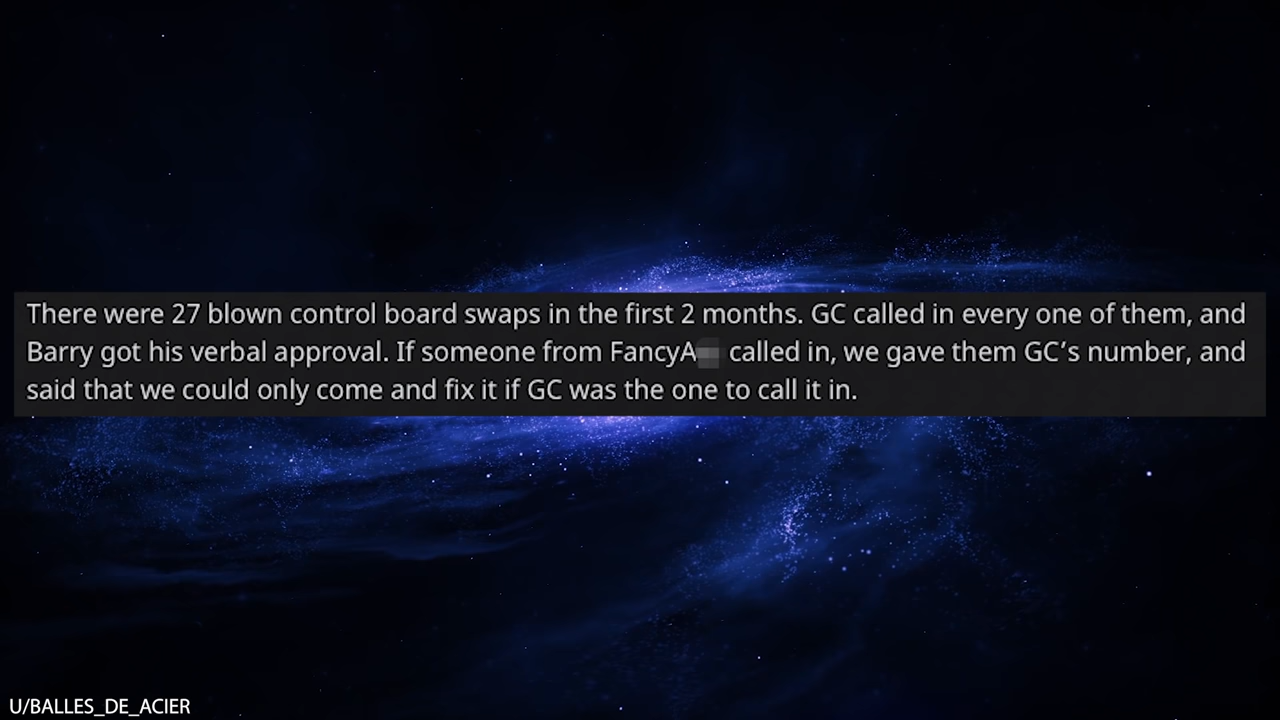 There were 27 blown control board swaps in the first 2 months. GC called in every one of them, and
Barry got his verbal approval. If someone from FancyA called in, we gave them GC’s number, and
said that we could only come and fix it if GC was the one to call it in.
U/BALLES_DE_ACIER